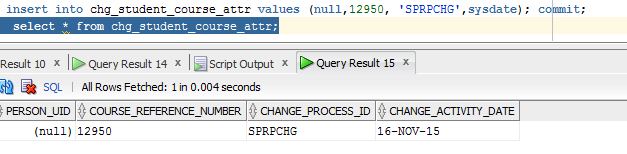 insert into chg_student_course_attr values (null,12950, 'SPRPCHG',sysdate); commit;
select * from chg_student_course_attr;
Result 10 x Query Result 14 x Script Output x Query Result 15 x
SQL | All Rows Fetched: 1 in 0.004 seconds
PERSON_UID COURSE_REFERENCE_NUMBER CHANGE_PROCESS_ID CHANGE_ACTIVITY_DATE
(null) 12950 SPRPCHG 16-NOV-15